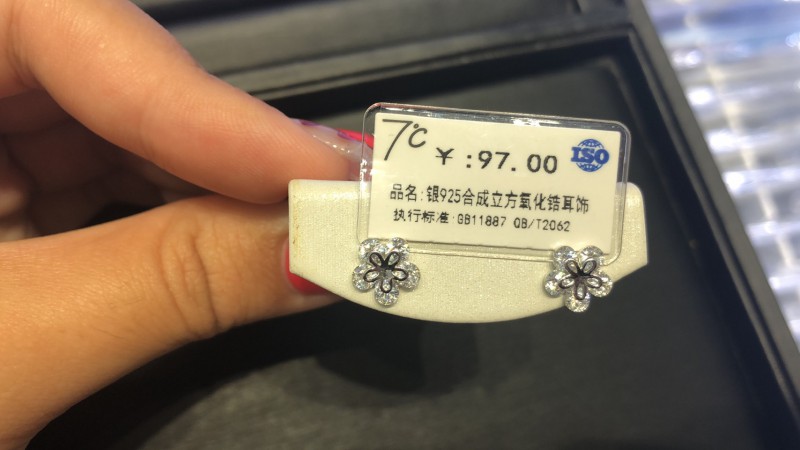 7℃
¥:97.00
ISO
品名:银925合成立方氧化锆耳饰
执行标准:GB11887 QB/T2062